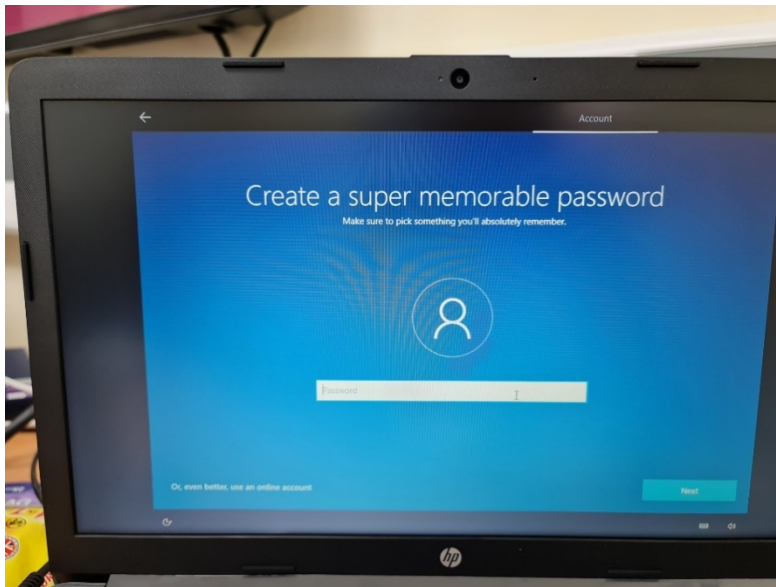 Account
Create a super memorable password
Make sure to pick something you'll absolutely remember.
Password
Or, even better, use an online account
Next
hp